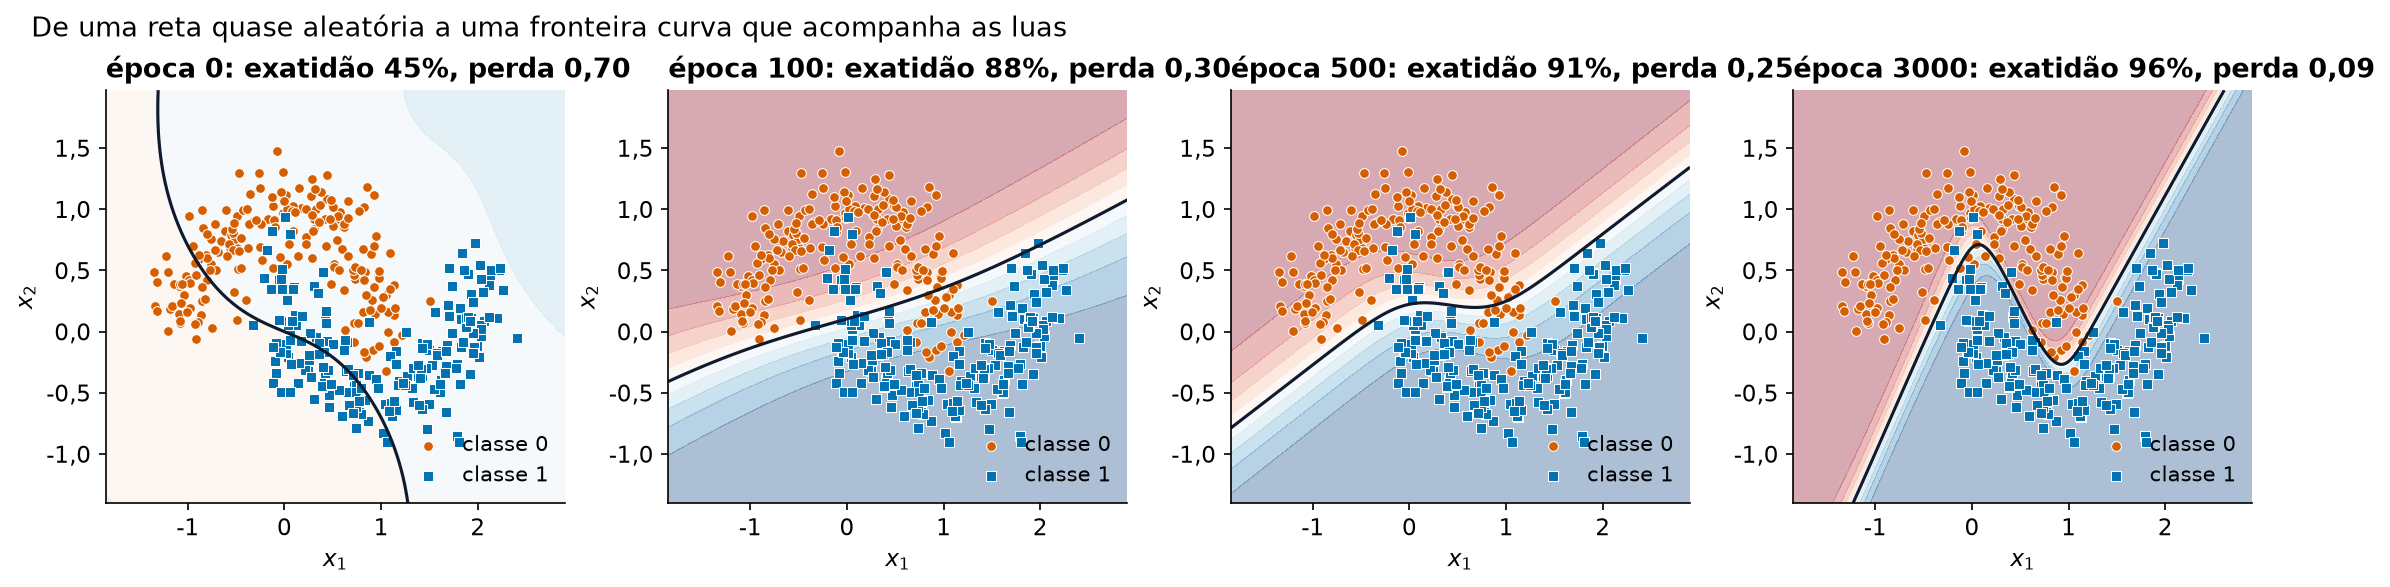 De uma reta quase aleatória a uma fronteira curva que acompanha as luas
época 0: exatidão 45%, perda 0,70
época 100: exatidão 88%, perda 0,30
época 500: exatidão 91%, perda 0,25
época 3000: exatidão 96%, perda 0,09
x2
1,5
1,0
0,5
0,0
-0,5
-1,0
classe 0
classe 1
-1 0 1 2
x1
x2
1,5
1,0
0,5
0,0
-0,5
-1,0
classe 0
classe 1
-1 0 1 2
x1
x2
1,5
1,0
0,5
0,0
-0,5
-1,0
classe 0
classe 1
-1 0 1 2
x1
x2
1,5
1,0
0,5
0,0
-0,5
-1,0
classe 0
classe 1
-1 0 1 2
x1